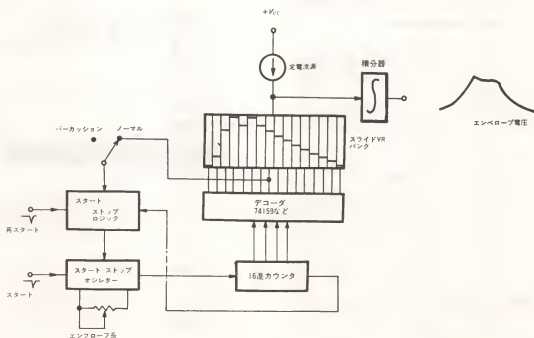 +Vcc
定電流源
積分器
エンベロープ電圧
スライドVR
バンク
パーカッション
ノーマル
デコーダ
74159など
スタート
ストップ
ロジック
再スタート
スタート ストップ
オシレター
スタート
16進カウンタ
エンフロープ長